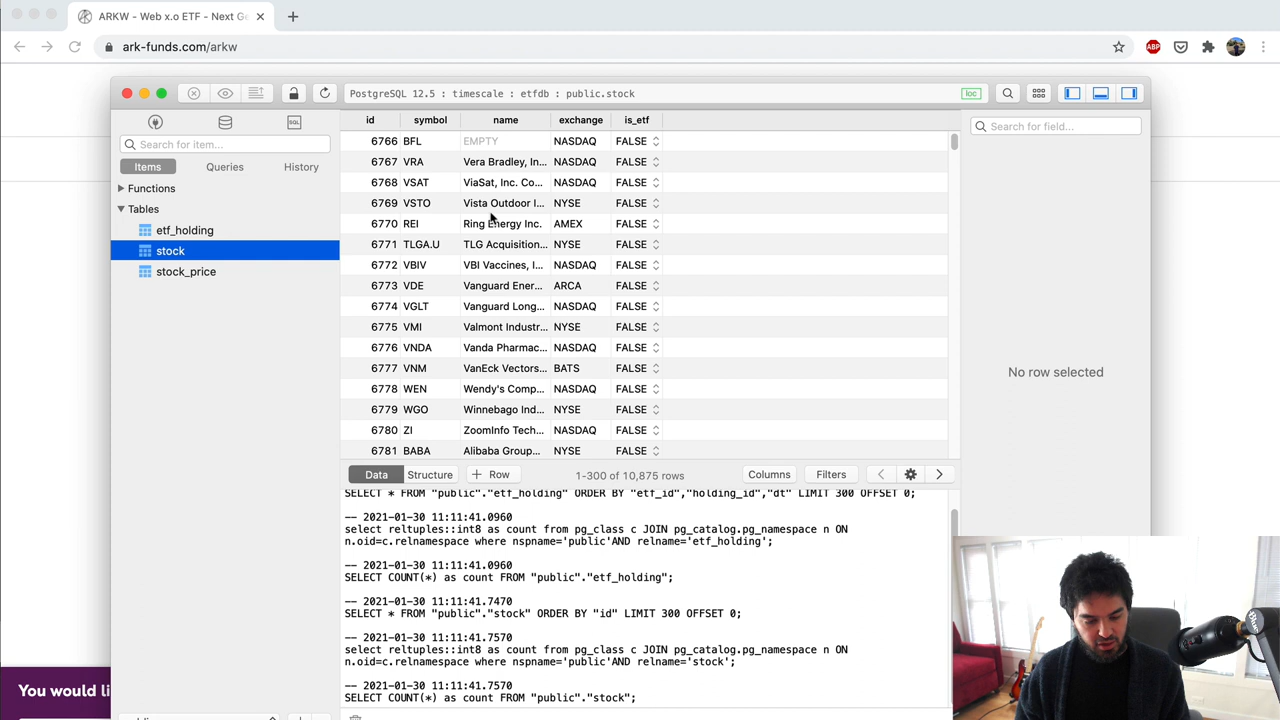 ARKW - Web x.o ETF - Next Ge
ark-funds.com/arkw
ABP
PostgreSQL 12.5 : timescale : etfdb : public.stock
loc
SQL
Search for item...
Items Queries History
Functions
Tables
etf_holding
stock
stock_price
id symbol name exchange is_etf
6766 BFL EMPTY NASDAQ FALSE
6767 VRA Vera Bradley, In... NASDAQ FALSE
6768 VSAT ViaSat, Inc. Co... NASDAQ FALSE
6769 VSTO Vista Outdoor I... NYSE FALSE
6770 REI Ring Energy Inc. AMEX FALSE
6771 TLGA.U TLG Acquisition... NYSE FALSE
6772 VBIV VBI Vaccines, I... NASDAQ FALSE
6773 VDE Vanguard Ener... ARCA FALSE
6774 VGLT Vanguard Long... NASDAQ FALSE
6775 VMI Valmont Industr... NYSE FALSE
6776 VNDA Vanda Pharmac... NASDAQ FALSE
6777 VNM VanEck Vectors... BATS FALSE
6778 WEN Wendy's Comp... NASDAQ FALSE
6779 WGO Winnebago Ind... NYSE FALSE
6780 ZI ZoomInfo Tech... NASDAQ FALSE
6781 BABA Alibaba Group... NYSE FALSE
Search for field...
No row selected
Data Structure + Row 1-300 of 10,875 rows Columns Filters
SELECT * FROM "public"."etf_holding" ORDER BY "etf_id","holding_id","dt" LIMIT 300 OFFSET 0;
-- 2021-01-30 11:11:41.0960
select reltuples::int8 as count from pg_class c JOIN pg_catalog.pg_namespace n ON
n.oid=c.relnamespace where nspname='public'AND relname='etf_holding';
-- 2021-01-30 11:11:41.0960
SELECT COUNT(*) as count FROM "public"."etf_holding";
-- 2021-01-30 11:11:41.7470
SELECT * FROM "public"."stock" ORDER BY "id" LIMIT 300 OFFSET 0;
-- 2021-01-30 11:11:41.7570
select reltuples::int8 as count from pg_class c JOIN pg_catalog.pg_namespace n ON
n.oid=c.relnamespace where nspname='public'AND relname='stock';
-- 2021-01-30 11:11:41.7570
SELECT COUNT(*) as count FROM "public"."stock";
You would li
Blue